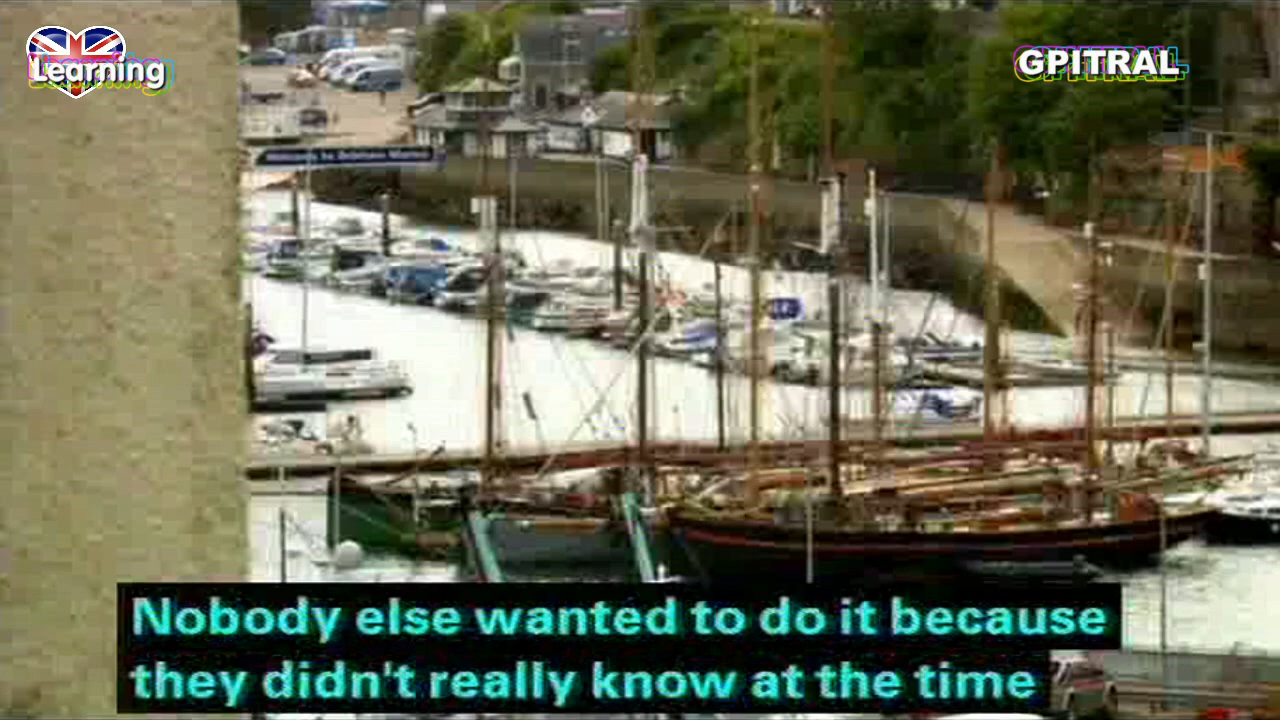 Learning
GPITRAL
Nobody else wanted to do it because
they didn't really know at the time